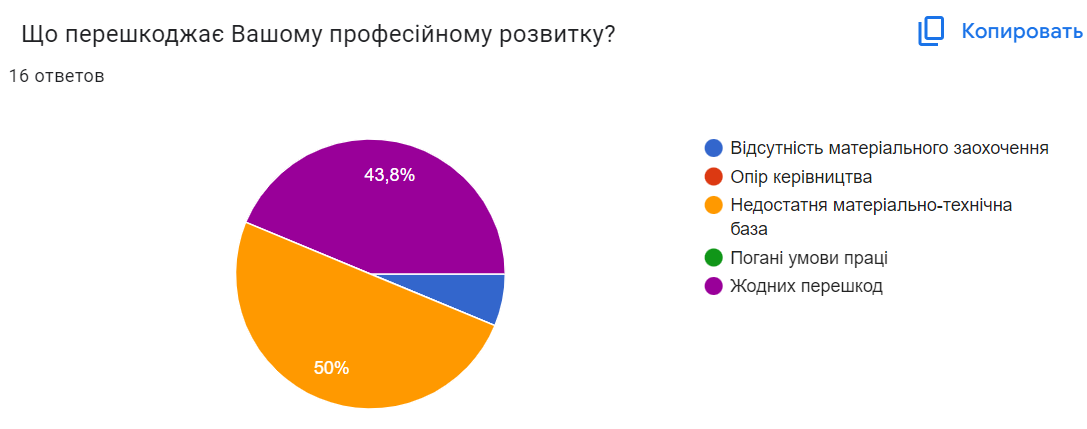 Що перешкоджає Вашому професійному розвитку?
Копировать
16 ответов
43,8%
50%
Відсутність матеріального заохочення
Опір керівництва
Недостатня матеріально-технічна
база
Погані умови праці
Жодних перешкод